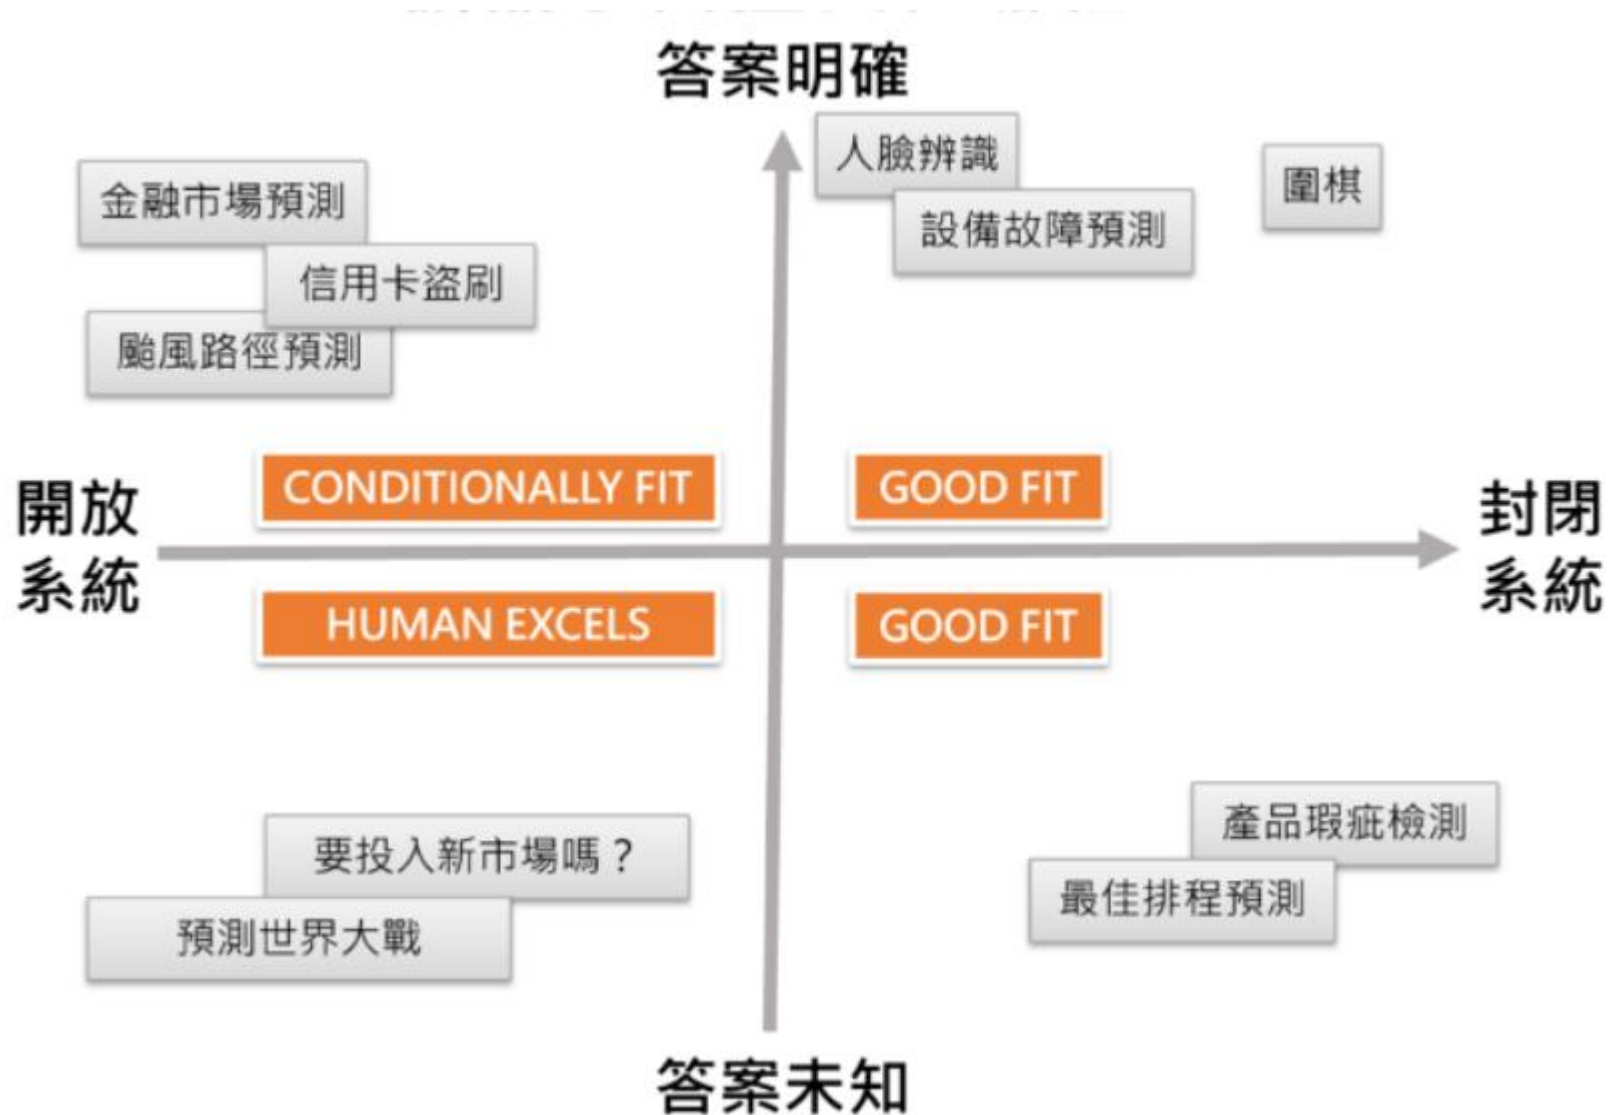 答案明確
人臉辨識
圍棋
設備故障預測
金融市場預測
信用卡盜刷
颱風路徑預測
CONDITIONALLY FIT
GOOD FIT
開放
系統
封閉
系統
HUMAN EXCELS
GOOD FIT
要投入新市場嗎？
預測世界大戰
產品瑕疵檢測
最佳排程預測
答案未知